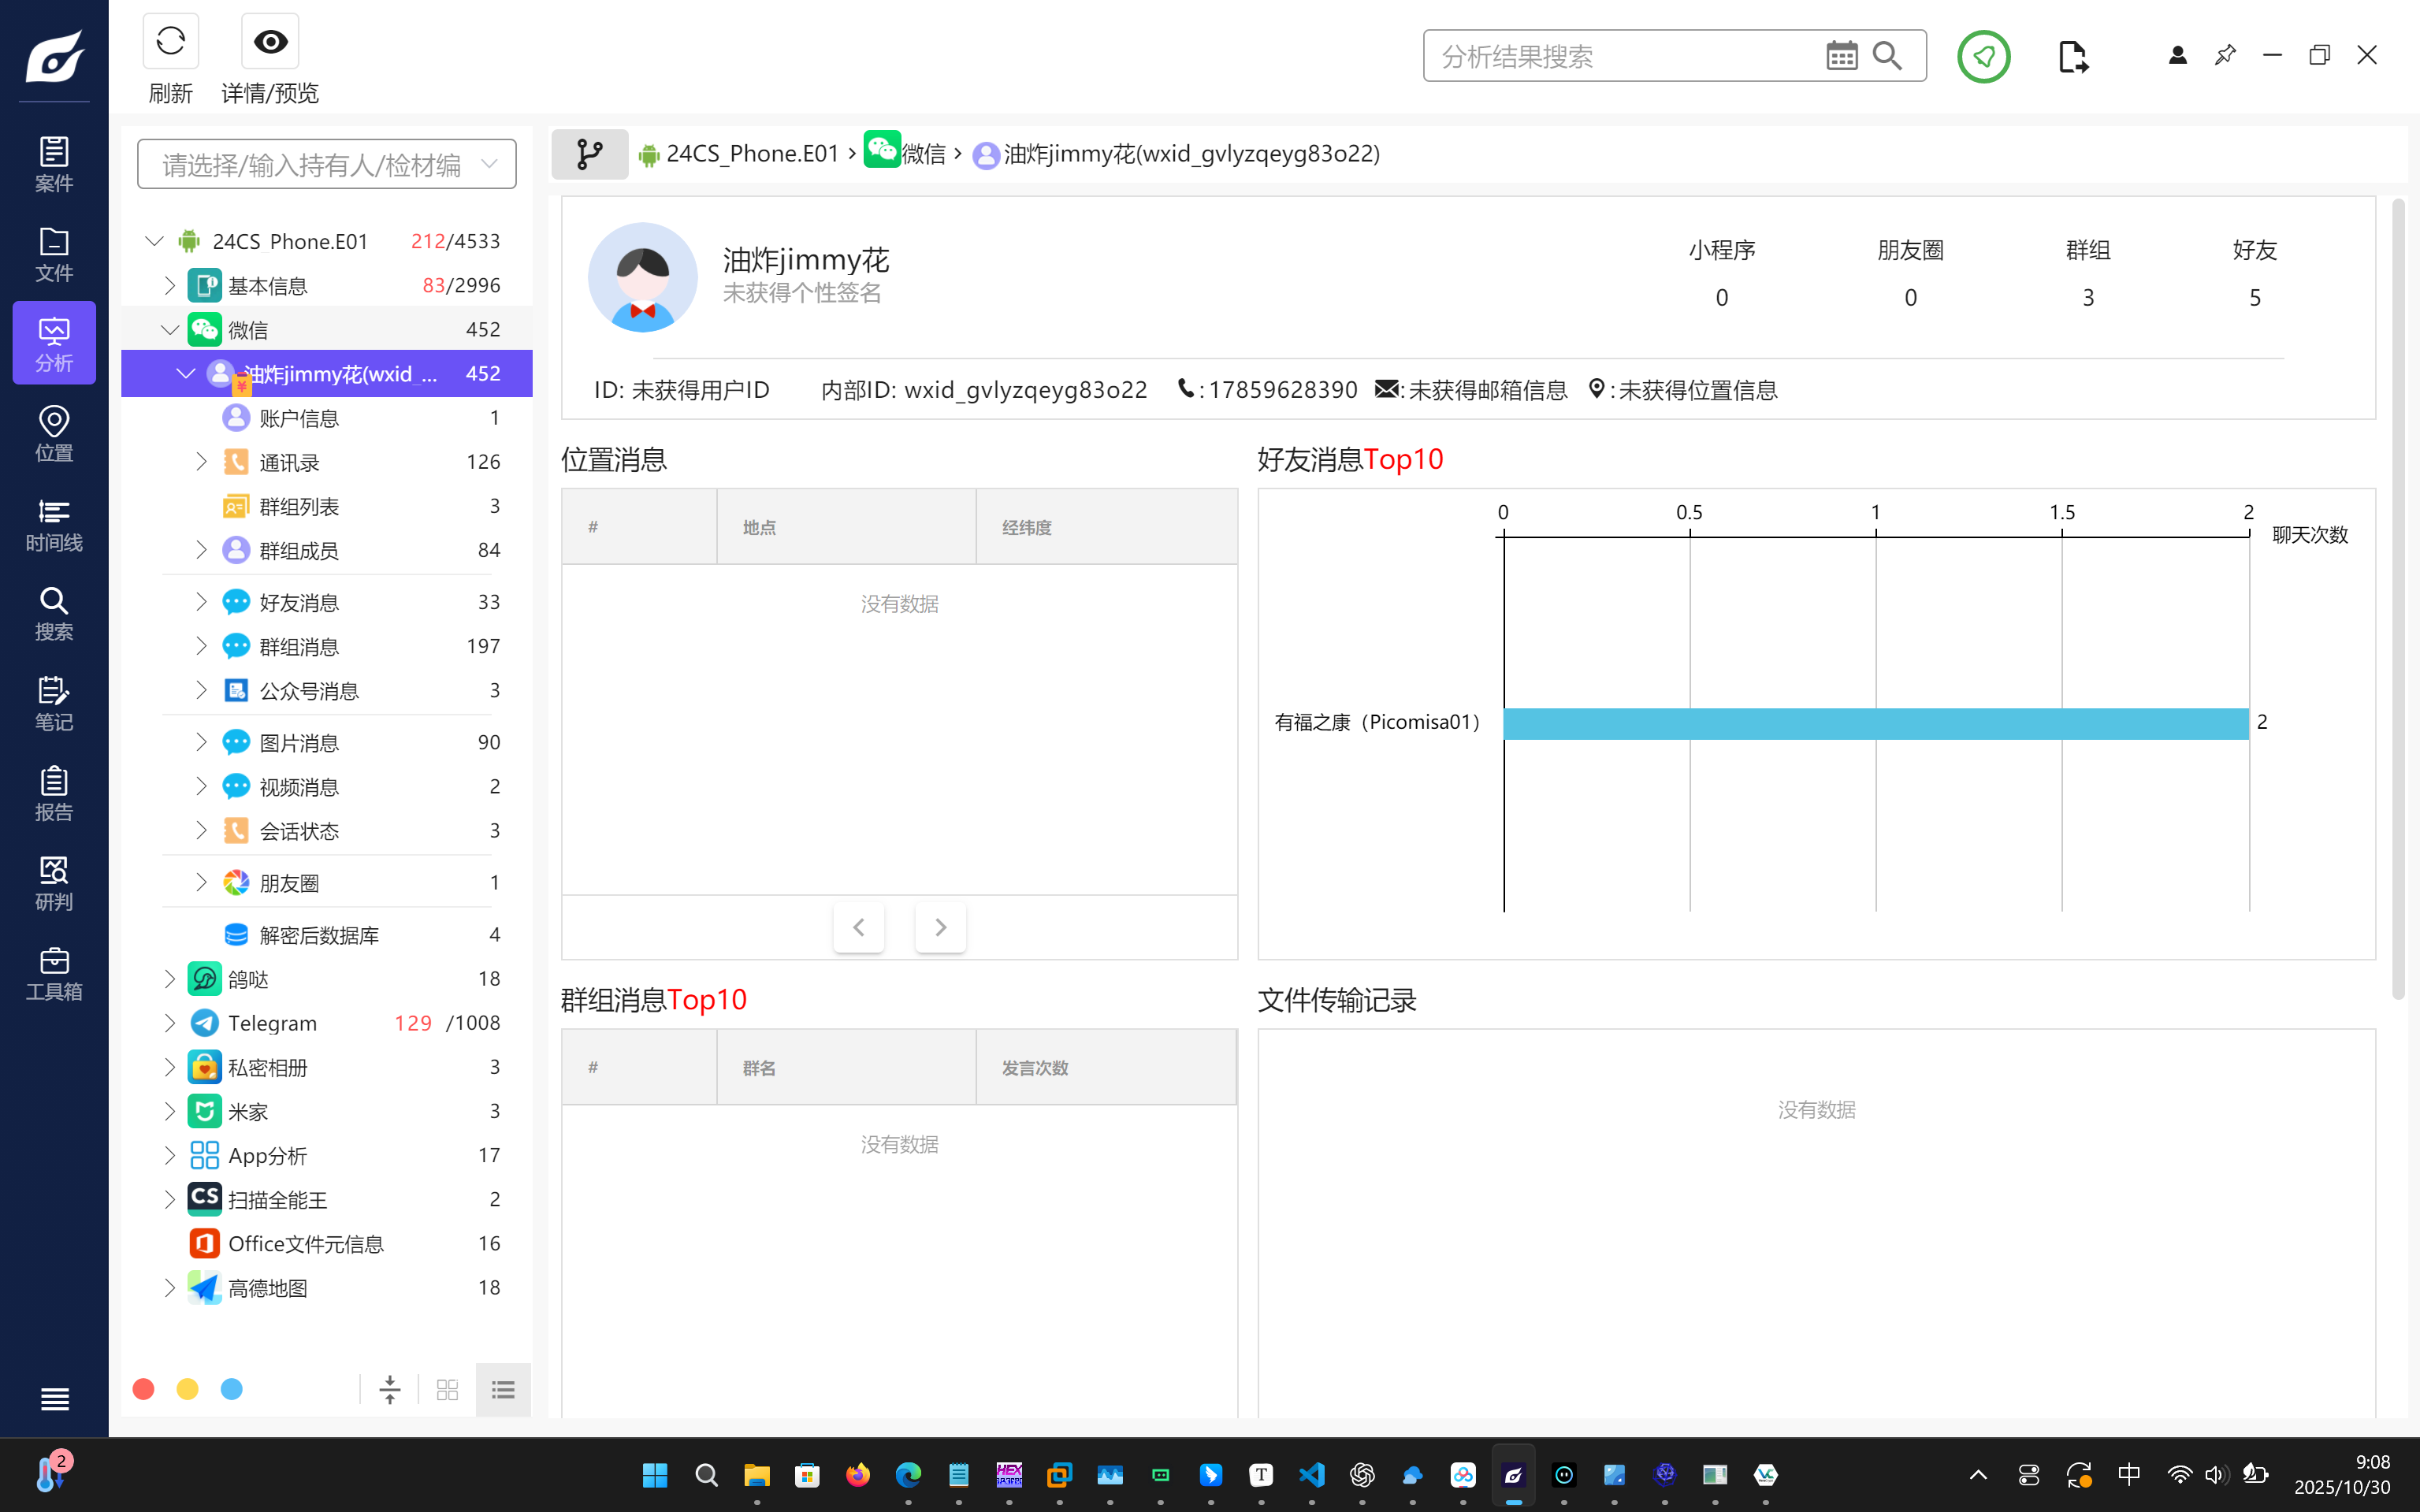 刷新
详情/预览
分析结果搜索
案件
文件
分析
位置
时间线
搜索
笔记
报告
研判
工具箱
请选择/输入持有人/检材编
24CS_Phone.E01 212/4533
基本信息 83/2996
微信 452
油炸jimmy花(wxid_... 452
账户信息 1
通讯录 126
群组列表 3
群组成员 84
好友消息 33
群组消息 197
公众号消息 3
图片消息 90
视频消息 2
会话状态 3
朋友圈 1
解密后数据库 4
鸽哒 18
Telegram 129 /1008
私密相册 3
米家 3
App分析 17
CS 扫描全能王 2
Office文件元信息 16
高德地图 18
24CS_Phone.E01 › 微信 › 油炸jimmy花(wxid_gvlyzqeyg83o22)
油炸jimmy花
未获得个性签名
小程序 朋友圈 群组 好友
0 0 3 5
ID: 未获得用户ID 内部ID: wxid_gvlyzqeyg83o22 :17859628390 :未获得邮箱信息 :未获得位置信息
位置消息
# 地点 经纬度
没有数据
好友消息Top10
0 0.5 1 1.5 2
聊天次数
有福之康（Picomisa01） 2
群组消息Top10
# 群名 发言次数
没有数据
文件传输记录
没有数据
2
HEX
T
VC
中
9:08
2025/10/30